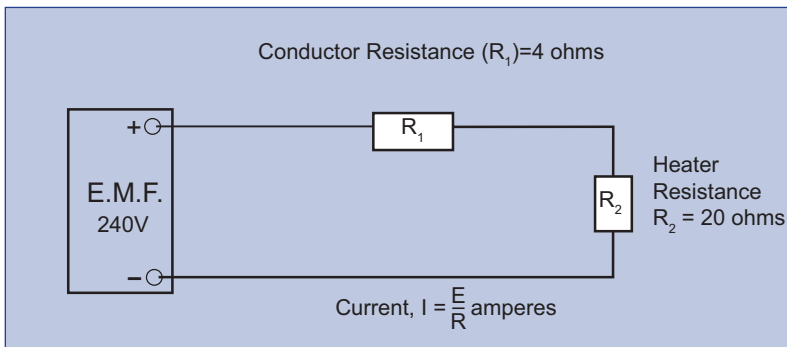 Conductor Resistance (R₁)=4 ohms
+
R₁
E.M.F.
240V
Heater
Resistance
R₂ = 20 ohms
R₂
–
Current, I = E/R amperes